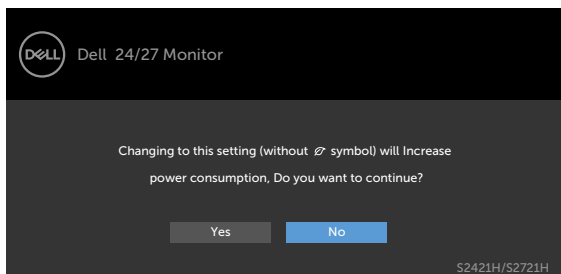 DELL
Dell 24/27 Monitor
Changing to this setting (without symbol) will Increase
power consumption, Do you want to continue?
Yes No
S2421H/S2721H